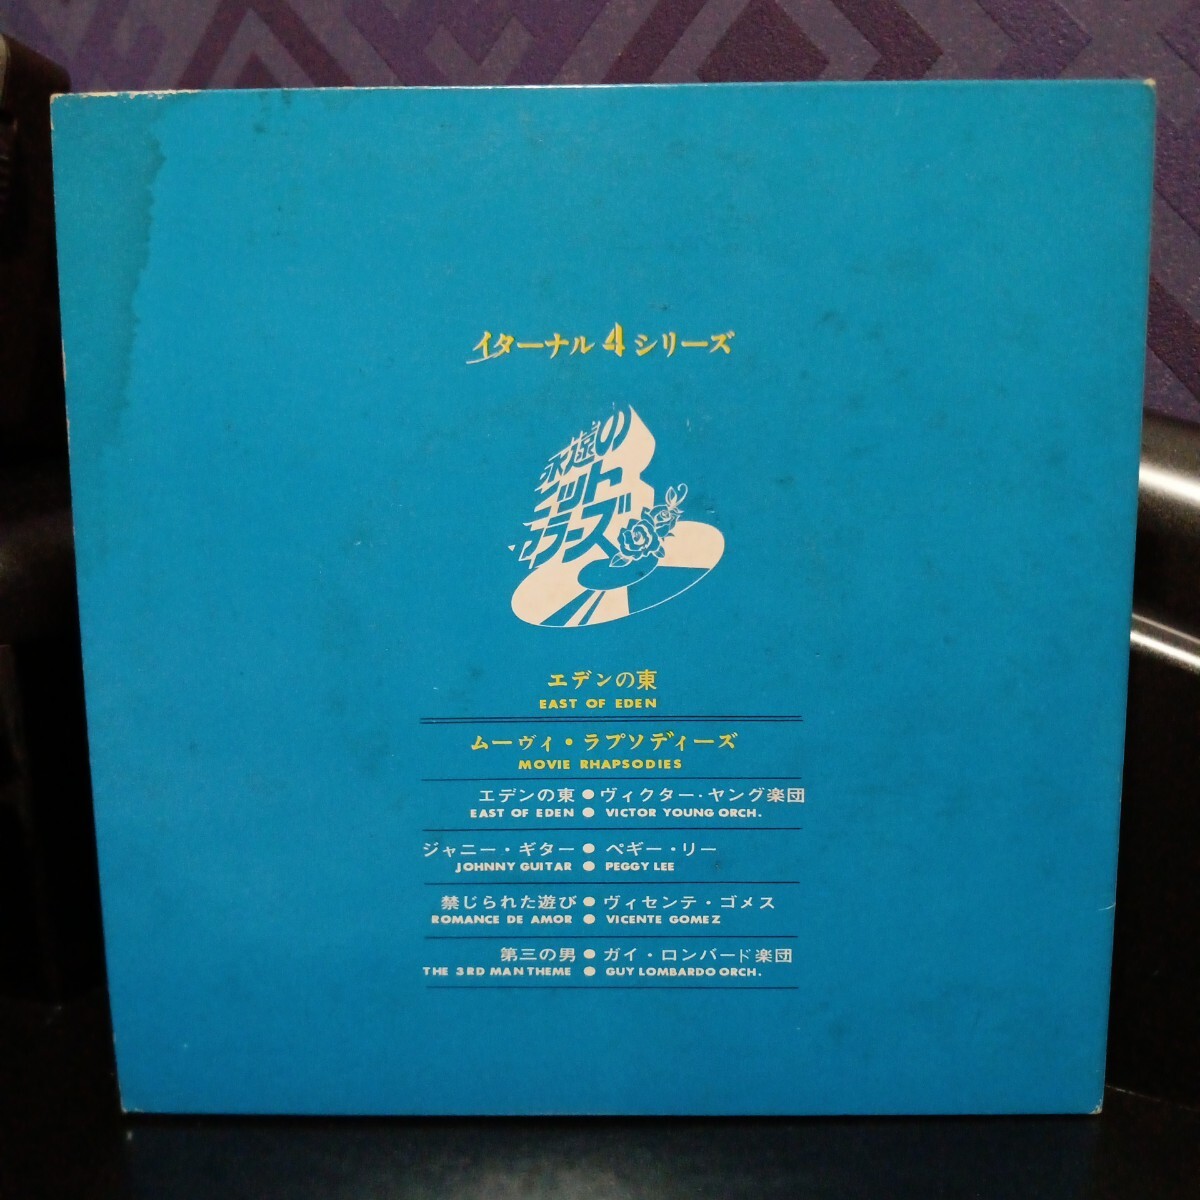 イターナル4シリーズ
永遠の
ヒット
カラーズ
エデンの東
EAST OF EDEN
ムーヴィ・ラプソディーズ
MOVIE RHAPSODIES
エデンの東●ヴィクター・ヤング楽団
EAST OF EDEN ● VICTOR YOUNG ORCH.
ジャニー・ギター●ペギー・リー
JOHNNY GUITAR ● PEGGY LEE
禁じられた遊び●ヴィセンテ・ゴメス
ROMANCE DE AMOR ● VICENTE GOMEZ
第三の男●ガイ・ロンバード楽団
THE 3RD MAN THEME ● GUY LOMBARDO ORCH.